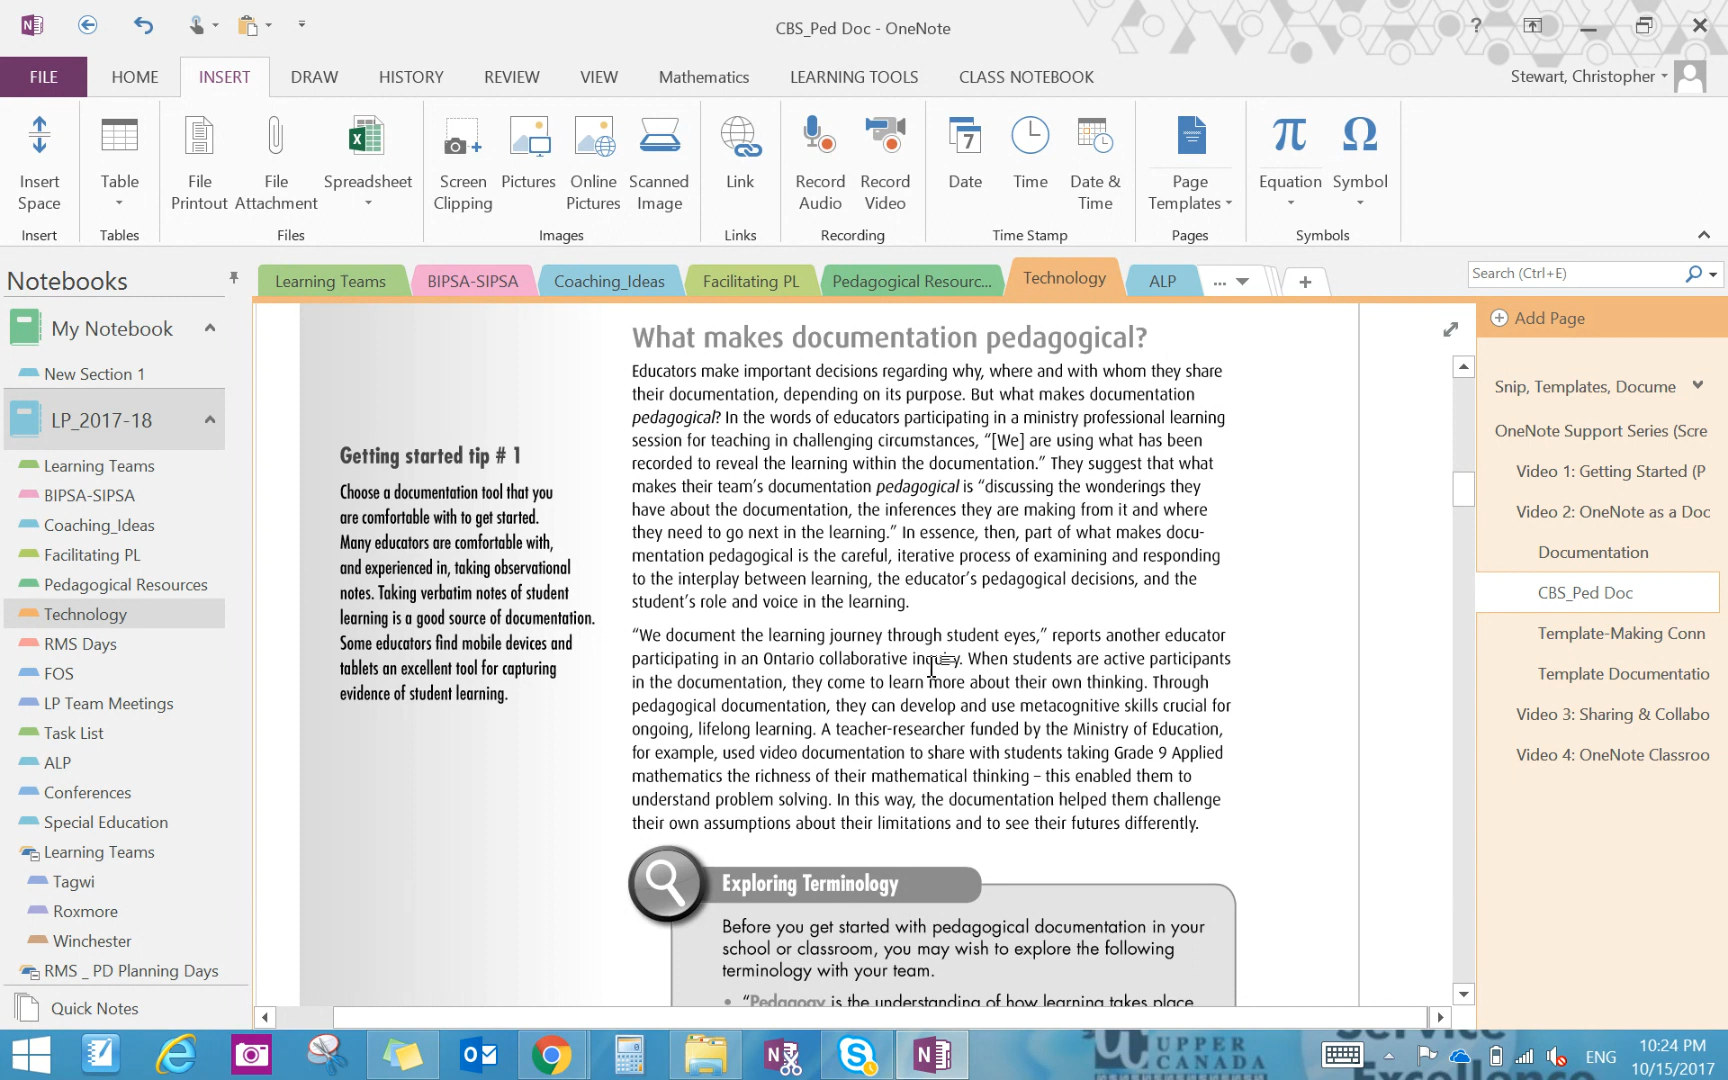 CBS_Ped Doc - OneNote
FILE HOME INSERT DRAW HISTORY REVIEW VIEW Mathematics LEARNING TOOLS CLASS NOTEBOOK
Stewart, Christopher
Insert Space
Table
File Printout
File Attachment
Spreadsheet
Screen Clipping
Pictures
Online Pictures
Scanned Image
Link
Record Audio
Record Video
Date
Time
Date & Time
Page Templates
Equation
Symbol
Insert Tables Files Images Links Recording Time Stamp Pages Symbols
Learning Teams BIPSA-SIPSA Coaching_Ideas Facilitating PL Pedagogical Resourc... Technology ALP ...
Search (Ctrl+E)
Notebooks
My Notebook
New Section 1
LP_2017-18
Learning Teams
BIPSA-SIPSA
Coaching_Ideas
Facilitating PL
Pedagogical Resources
Technology
RMS Days
FOS
LP Team Meetings
Task List
ALP
Conferences
Special Education
Learning Teams
Tagwi
Roxmore
Winchester
RMS _ PD Planning Days
Quick Notes
Getting started tip # 1
Choose a documentation tool that you
are comfortable with to get started.
Many educators are comfortable with,
and experienced in, taking observational
notes. Taking verbatim notes of student
learning is a good source of documentation.
Some educators find mobile devices and
tablets an excellent tool for capturing
evidence of student learning.
What makes documentation pedagogical?
Educators make important decisions regarding why, where and with whom they share
their documentation, depending on its purpose. But what makes documentation
pedagogical? In the words of educators participating in a ministry professional learning
session for teaching in challenging circumstances, “[We] are using what has been
recorded to reveal the learning within the documentation.” They suggest that what
makes their team’s documentation pedagogical is “discussing the wonderings they
have about the documentation, the inferences they are making from it and where
they need to go next in the learning.” In essence, then, part of what makes docu-
mentation pedagogical is the careful, iterative process of examining and responding
to the interplay between learning, the educator’s pedagogical decisions, and the
student’s role and voice in the learning.
“We document the learning journey through student eyes,” reports another educator
participating in an Ontario collaborative inquiry. When students are active participants
in the documentation, they come to learn more about their own thinking. Through
pedagogical documentation, they can develop and use metacognitive skills crucial for
ongoing, lifelong learning. A teacher-researcher funded by the Ministry of Education,
for example, used video documentation to share with students taking Grade 9 Applied
mathematics the richness of their mathematical thinking – this enabled them to
understand problem solving. In this way, the documentation helped them challenge
their own assumptions about their limitations and to see their futures differently.
Exploring Terminology
Before you get started with pedagogical documentation in your
school or classroom, you may wish to explore the following
terminology with your team.
• “Pedagogy is the understanding of how learning takes place
Add Page
Snip, Templates, Docume
OneNote Support Series (Scre
Video 1: Getting Started (P
Video 2: OneNote as a Doc
Documentation
CBS_Ped Doc
Template-Making Conn
Template Documentatio
Video 3: Sharing & Collabo
Video 4: OneNote Classroo
UPPER
CANADA
ENG
10:24 PM
10/15/2017